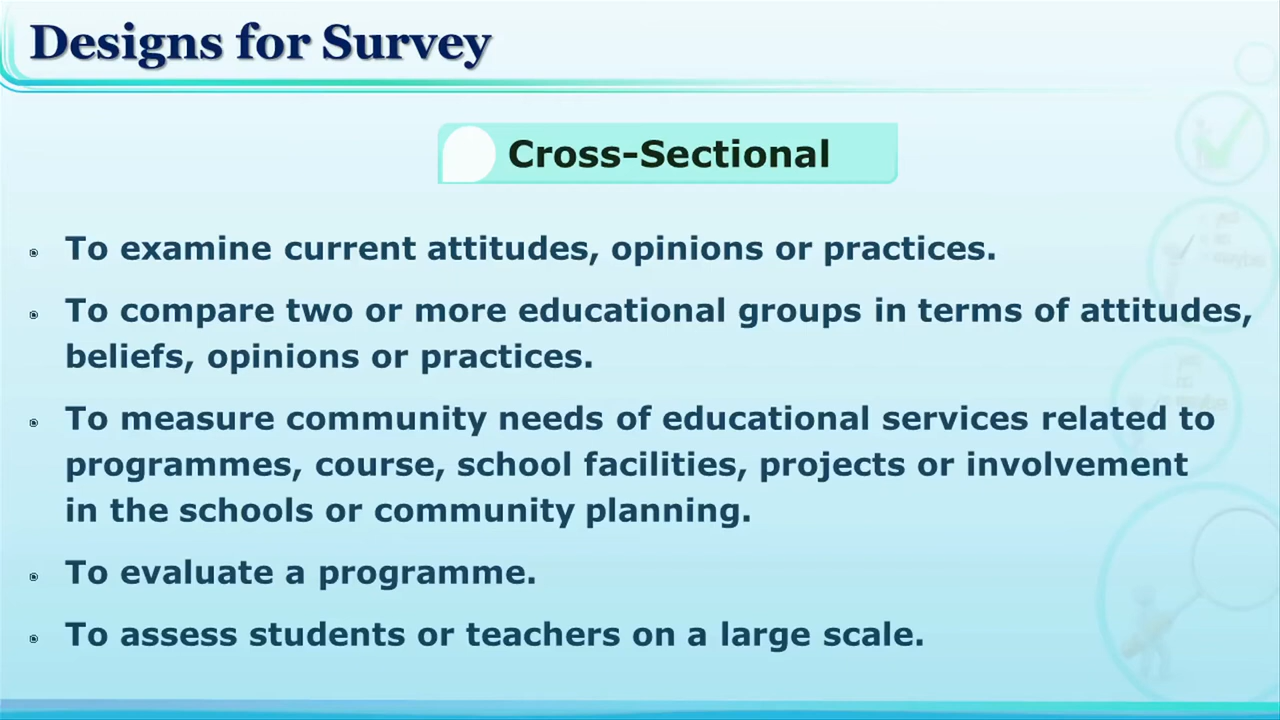 Designs for Survey
Cross-Sectional
To examine current attitudes, opinions or practices.
To compare two or more educational groups in terms of attitudes,
beliefs, opinions or practices.
To measure community needs of educational services related to
programmes, course, school facilities, projects or involvement
in the schools or community planning.
To evaluate a programme.
To assess students or teachers on a large scale.